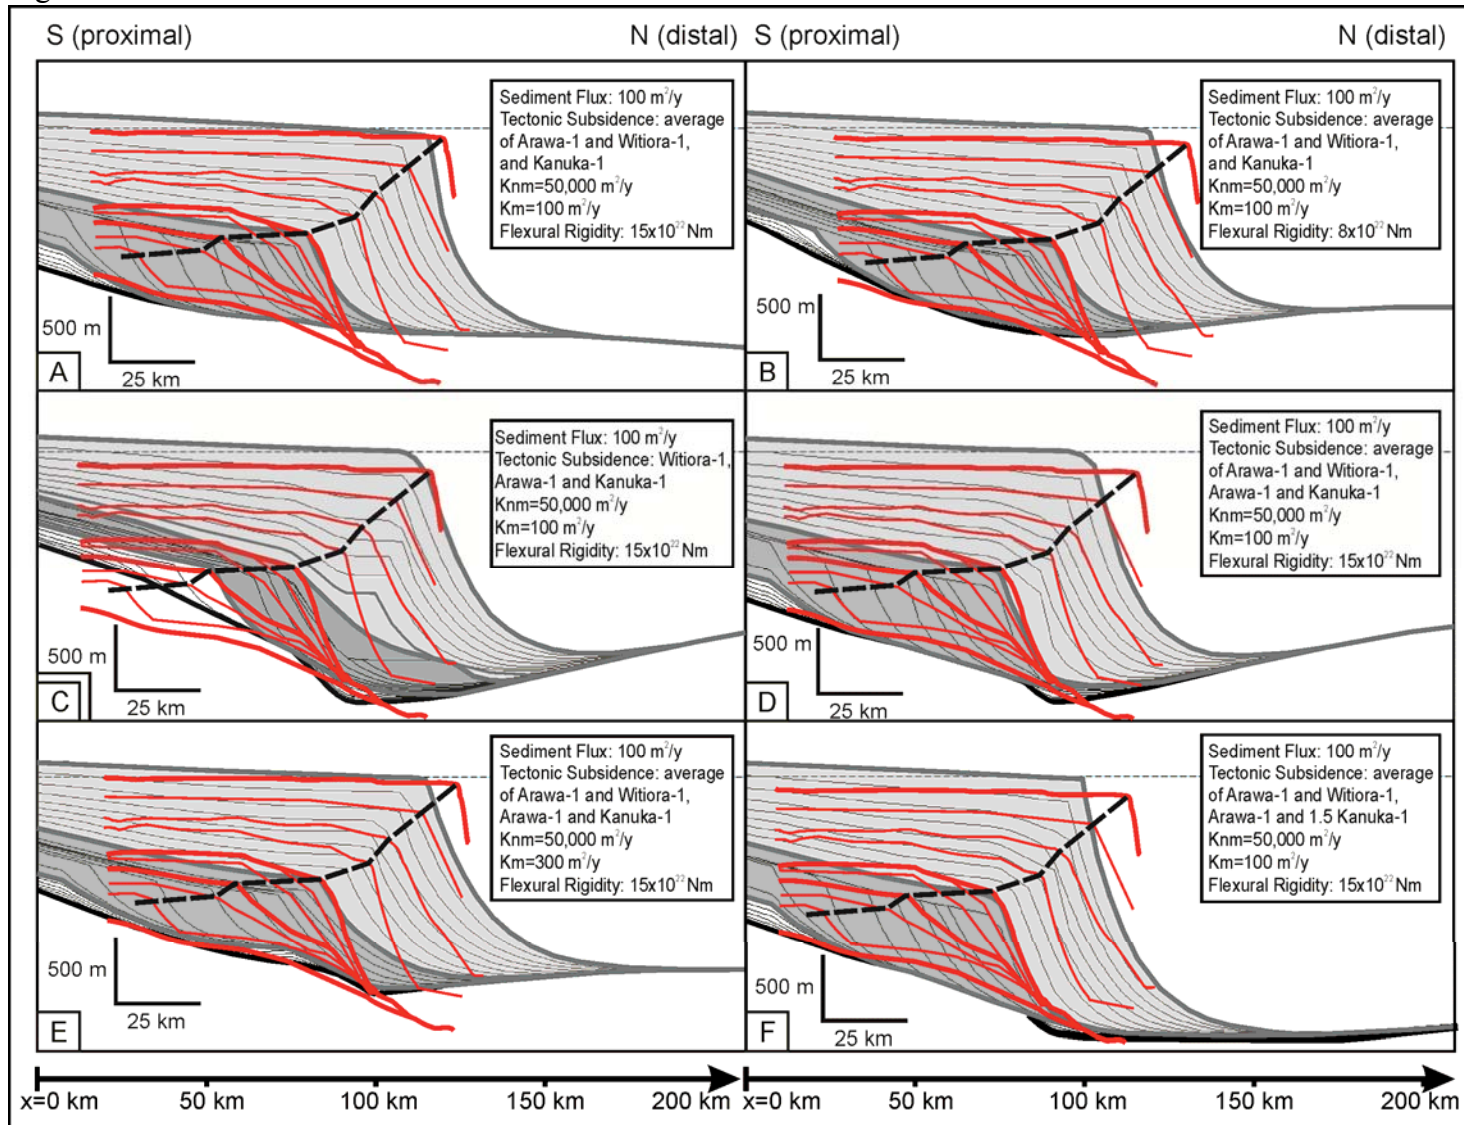 S (proximal)
N (distal)
S (proximal)
N (distal)
Sediment Flux: 100 m²/y
Tectonic Subsidence: average
of Arawa-1 and Witiora-1,
and Kanuka-1
Knm=50,000 m²/y
Km=100 m²/y
Flexural Rigidity: 15x10²² Nm
500 m
25 km
A
Sediment Flux: 100 m²/y
Tectonic Subsidence: average
of Arawa-1 and Witiora-1,
and Kanuka-1
Knm=50,000 m²/y
Km=100 m²/y
Flexural Rigidity: 8x10²² Nm
500 m
25 km
B
Sediment Flux: 100 m²/y
Tectonic Subsidence: Witiora-1,
Arawa-1 and Kanuka-1
Knm=50,000 m²/y
Km=100 m²/y
Flexural Rigidity: 15x10²² Nm
500 m
25 km
C
Sediment Flux: 100 m²/y
Tectonic Subsidence: average
of Arawa-1 and Witiora-1,
Arawa-1 and Kanuka-1
Knm=50,000 m²/y
Km=100 m²/y
Flexural Rigidity: 15x10²² Nm
500 m
25 km
D
Sediment Flux: 100 m²/y
Tectonic Subsidence: average
of Arawa-1 and Witiora-1,
Arawa-1 and Kanuka-1
Knm=50,000 m²/y
Km=300 m²/y
Flexural Rigidity: 15x10²² Nm
500 m
25 km
E
Sediment Flux: 100 m²/y
Tectonic Subsidence: average
of Arawa-1 and Witiora-1,
Arawa-1 and 1.5 Kanuka-1
Knm=50,000 m²/y
Km=100 m²/y
Flexural Rigidity: 15x10²² Nm
500 m
25 km
F
x=0 km 50 km 100 km 150 km 200 km
x=0 km 50 km 100 km 150 km 200 km